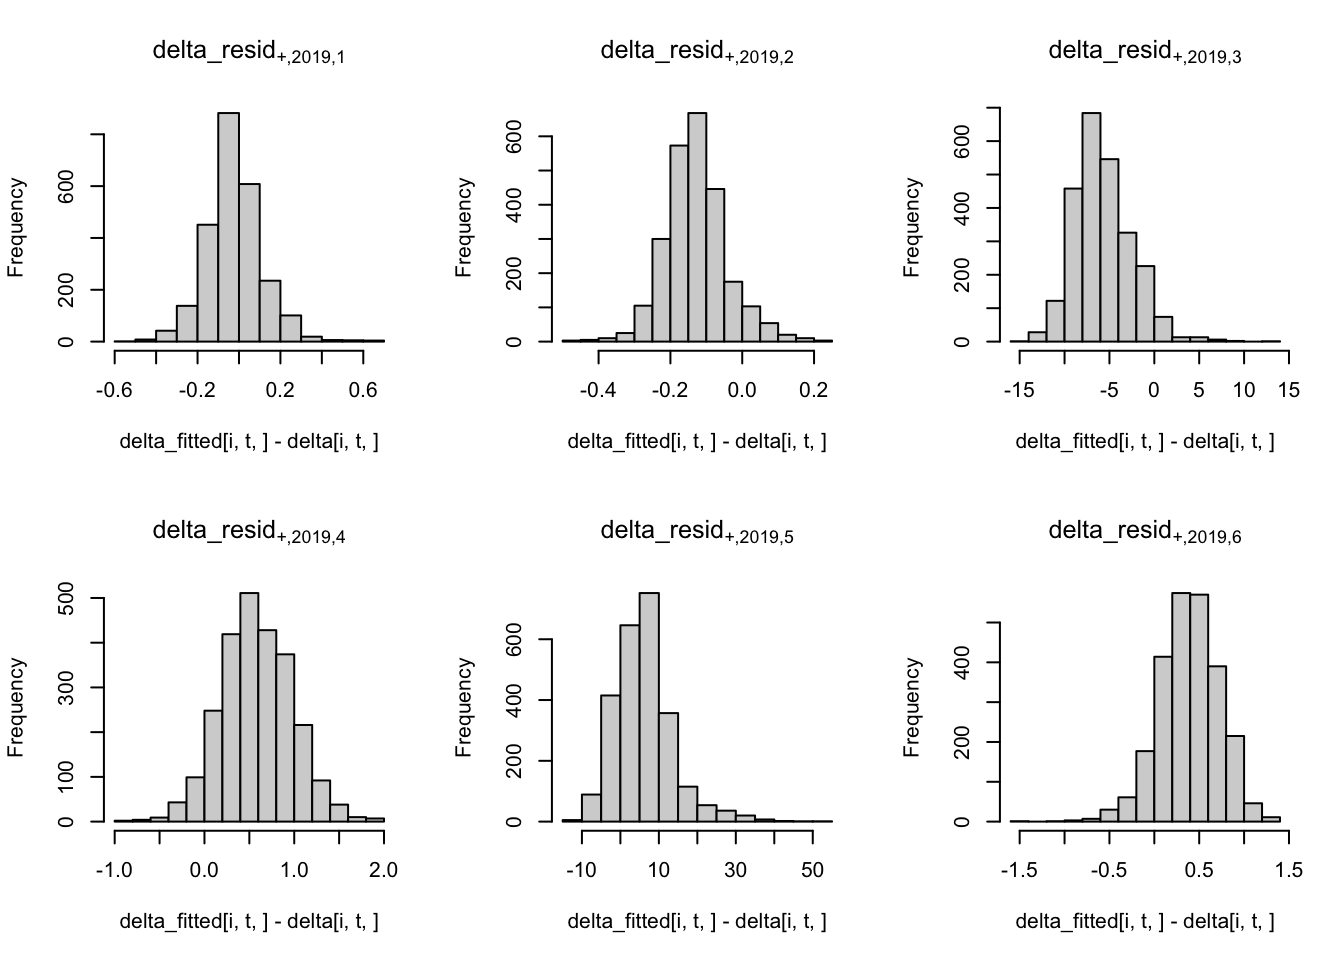 delta_resid+,2019,1
Frequency
0 200 600
-0.6 -0.2 0.2 0.6
delta_fitted[i, t, ] - delta[i, t, ]
delta_resid+,2019,2
Frequency
0 200 400 600
-0.4 -0.2 0.0 0.2
delta_fitted[i, t, ] - delta[i, t, ]
delta_resid+,2019,3
Frequency
0 200 400 600
-15 -5 0 5 10 15
delta_fitted[i, t, ] - delta[i, t, ]
delta_resid+,2019,4
Frequency
0 100 300 500
-1.0 0.0 1.0 2.0
delta_fitted[i, t, ] - delta[i, t, ]
delta_resid+,2019,5
Frequency
0 200 400 600
-10 10 30 50
delta_fitted[i, t, ] - delta[i, t, ]
delta_resid+,2019,6
Frequency
0 200 400
-1.5 -0.5 0.5 1.5
delta_fitted[i, t, ] - delta[i, t, ]